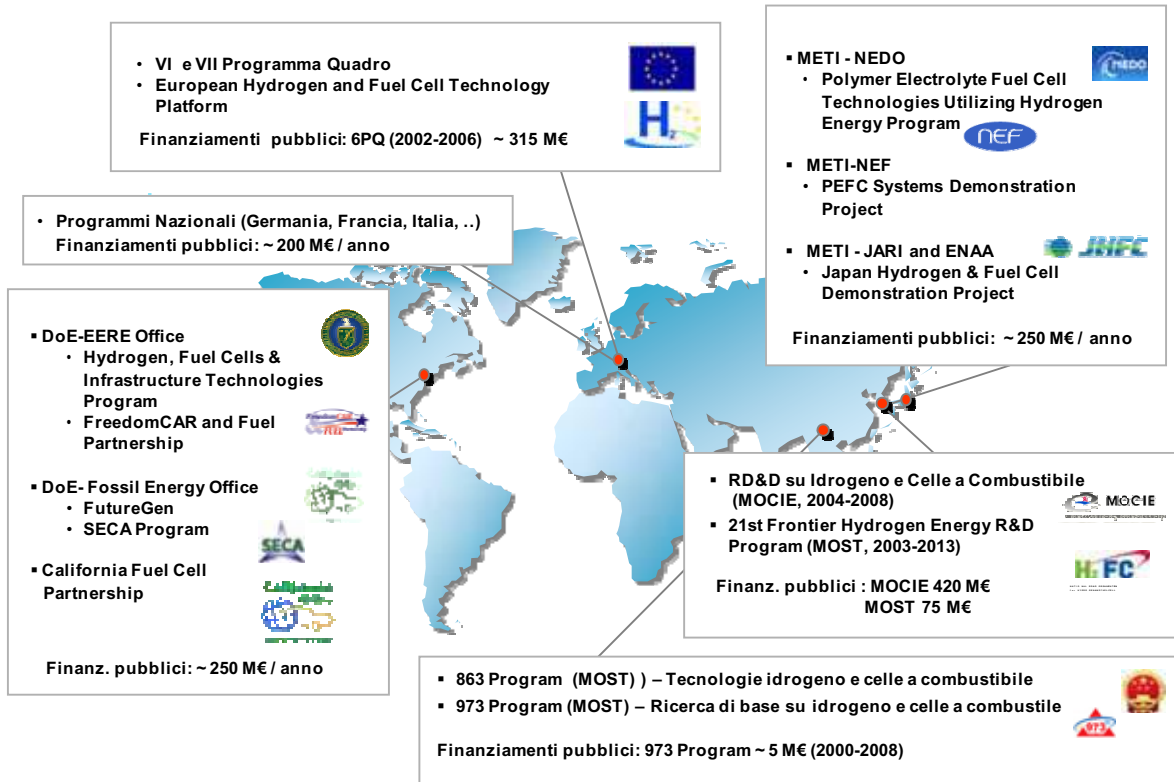 • VI e VII Programma Quadro
• European Hydrogen and Fuel Cell Technology
Platform
Finanziamenti pubblici: 6PQ (2002-2006) ~ 315 M€
H2
▪ METI - NEDO
• Polymer Electrolyte Fuel Cell
Technologies Utilizing Hydrogen
Energy Program
NEDO
NEF
▪ METI-NEF
• PEFC Systems Demonstration
Project
▪ METI - JARI and ENAA
• Japan Hydrogen & Fuel Cell
Demonstration Project
JHFC
Finanziamenti pubblici: ~ 250 M€ / anno
• Programmi Nazionali (Germania, Francia, Italia, ..)
Finanziamenti pubblici: ~ 200 M€ / anno
▪ DoE-EERE Office
• Hydrogen, Fuel Cells &
Infrastructure Technologies
Program
• FreedomCAR and Fuel
Partnership
FreedomCAR
▪ DoE- Fossil Energy Office
• FutureGen
• SECA Program
SECA
▪ California Fuel Cell
Partnership
California
Finanz. pubblici: ~ 250 M€ / anno
▪ RD&D su Idrogeno e Celle a Combustibile
(MOCIE, 2004-2008)
▪ 21st Frontier Hydrogen Energy R&D
Program (MOST, 2003-2013)
MOCIE
H2FC
Finanz. pubblici : MOCIE 420 M€
MOST 75 M€
▪ 863 Program (MOST) ) – Tecnologie idrogeno e celle a combustibile
▪ 973 Program (MOST) – Ricerca di base su idrogeno e celle a combustile
973
Finanziamenti pubblici: 973 Program ~ 5 M€ (2000-2008)